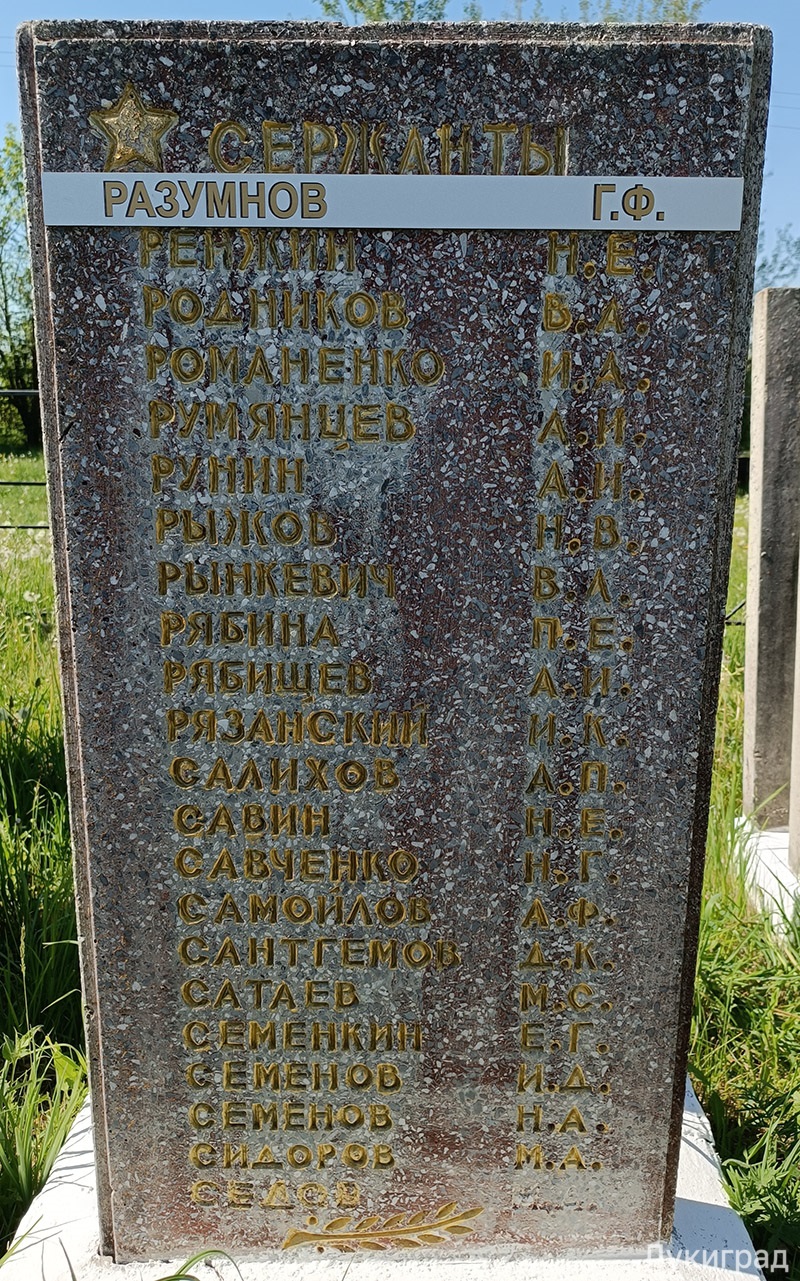 СЕРЖАНТЫ
РАЗУМНОВ Г.Ф.
РЕНЖИН Н.Е.
РОДНИКОВ В.А.
РОМАНЕНКО И.А.
РУМЯНЦЕВ А.И.
РУНИН А.И.
РЫЖОВ Н.В.
РЫНКЕВИЧ В.Л.
РЯБИНА П.Е.
РЯБИЩЕВ А.И.
РЯЗАНСКИЙ И.К.
САЛИХОВ А.П.
САВИН Н.Е.
САВЧЕНКО Н.Г.
САМОЙЛОВ А.Ф.
САНТГЕМОВ Д.К.
САТАЕВ М.С.
СЕМЕНКИН Е.Г.
СЕМЕНОВ И.Д.
СЕМЕНОВ Н.А.
СИДОРОВ М.А.
СЕДОВ
Лукиград